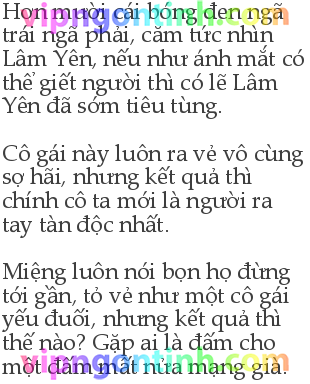 Hơn mười cái bóng đen ngã
trái ngã phải, căm tức nhìn
Lâm Yên, nếu như ánh mắt có
thể giết người thì có lẽ Lâm
Yên đã sớm tiêu tùng.
Cô gái này luôn ra vẻ vô cùng
sợ hãi, nhưng kết quả thì
chính cô ta mới là người ra
tay tàn độc nhất.
Miệng luôn nói bọn họ đừng
tới gần, tỏ vẻ như một cô gái
yếu đuối, nhưng kết quả thì
thế nào? Gặp ai là đấm cho
một đấm mất nửa mạng già.
vipngontinh.com
vipngontinh.com